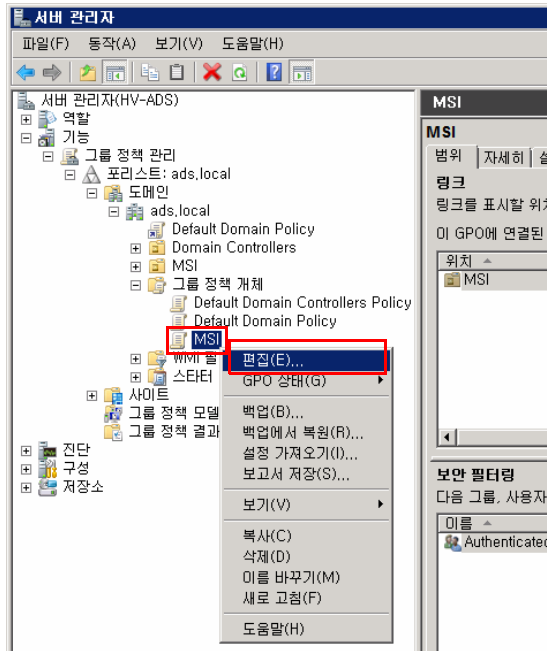 서버 관리자
파일(F) 동작(A) 보기(V) 도움말(H)
서버 관리자(HV-ADS)
역할
기능
그룹 정책 관리
포리스트: ads.local
도메인
ads.local
Default Domain Policy
Domain Controllers
MSI
그룹 정책 개체
Default Domain Controllers Policy
Default Domain Policy
MSI
WMI 필
스타터
사이트
그룹 정책 모델
그룹 정책 결과
진단
구성
저장소
편집(E)...
GPO 상태(G)
백업(B)...
백업에서 복원(R)...
설정 가져오기(I)...
보고서 저장(S)...
보기(V)
복사(C)
삭제(D)
이름 바꾸기(M)
새로 고침(F)
도움말(H)
MSI
MSI
범위 자세히
링크
링크를 표시할
이 GPO에 연결된
위치
MSI
보안 필터링
다음 그룹, 사용자
이름
Authenticated